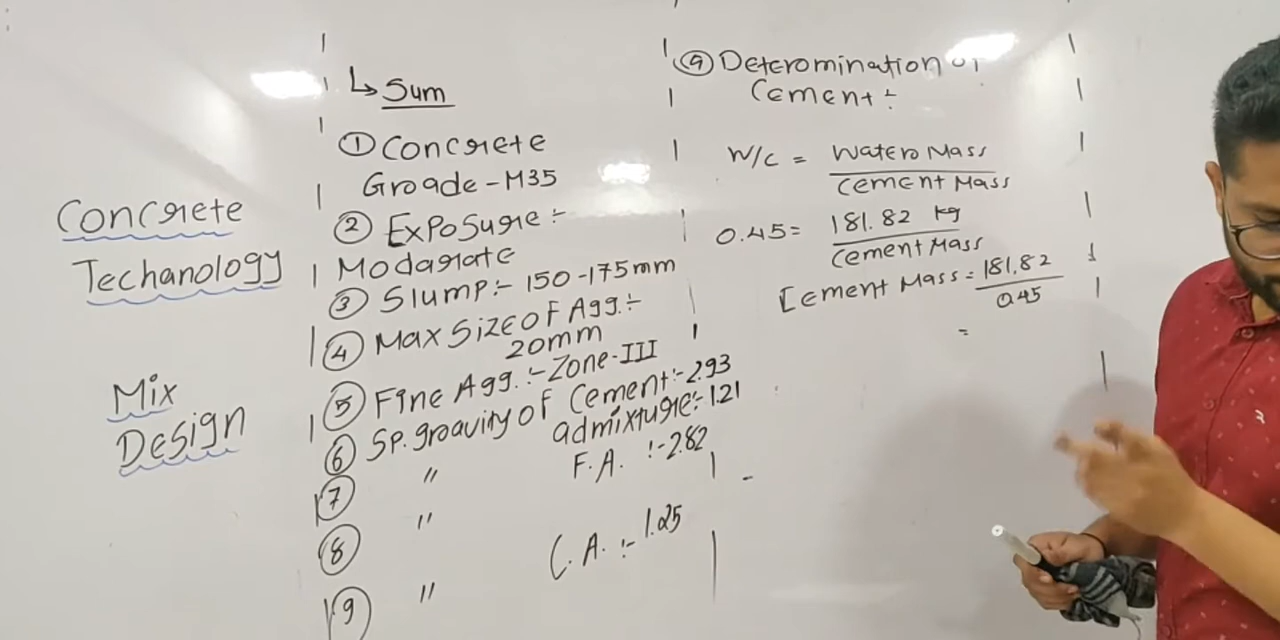 Concrete
Techanology
Mix
Design
↳ Sum
① Concrete
Grade-M35
② Exposure :-
Modarate
③ Slump :- 150-175mm
④ Max Size of Agg. :-
20mm
⑤ Fine Agg. :- Zone-III
⑥ Sp. gravity of Cement :- 2.93
⑦ " admixture :- 1.21
⑧ " F.A. :- 2.82
⑨ " C.A. :- 1.25
④ Determination of
Cement :-
W/C = Water Mass / Cement Mass
0.45 = 181.82 kg / Cement Mass
Cement Mass = 181.82 / 0.45
=